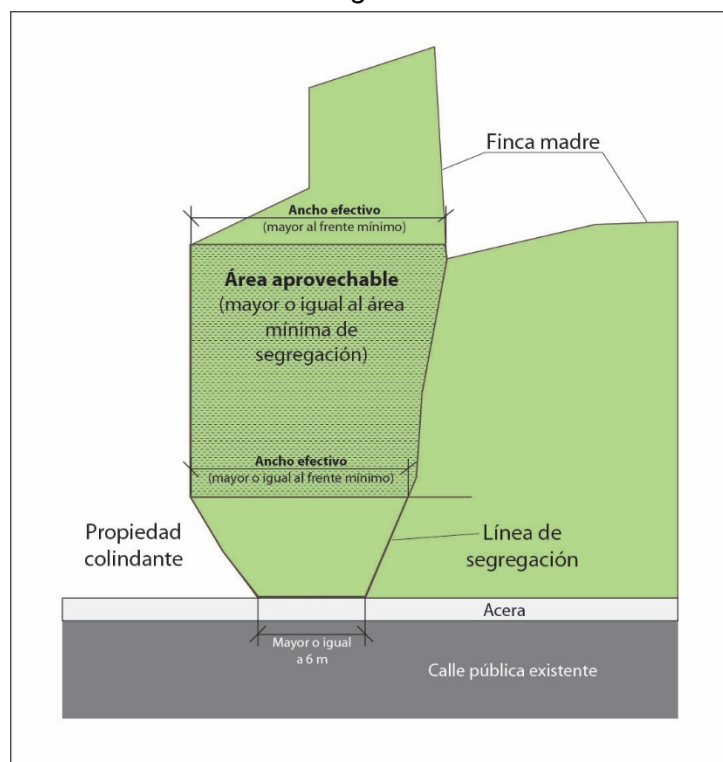 Finca madre
Ancho efectivo
(mayor al frente mínimo)
Área aprovechable
(mayor o igual al área
mínima de
segregación)
Ancho efectivo
(mayor o igual al frente mínimo)
Propiedad
colindante
Línea de
segregación
Acera
Mayor o igual
a 6 m
Calle pública existente